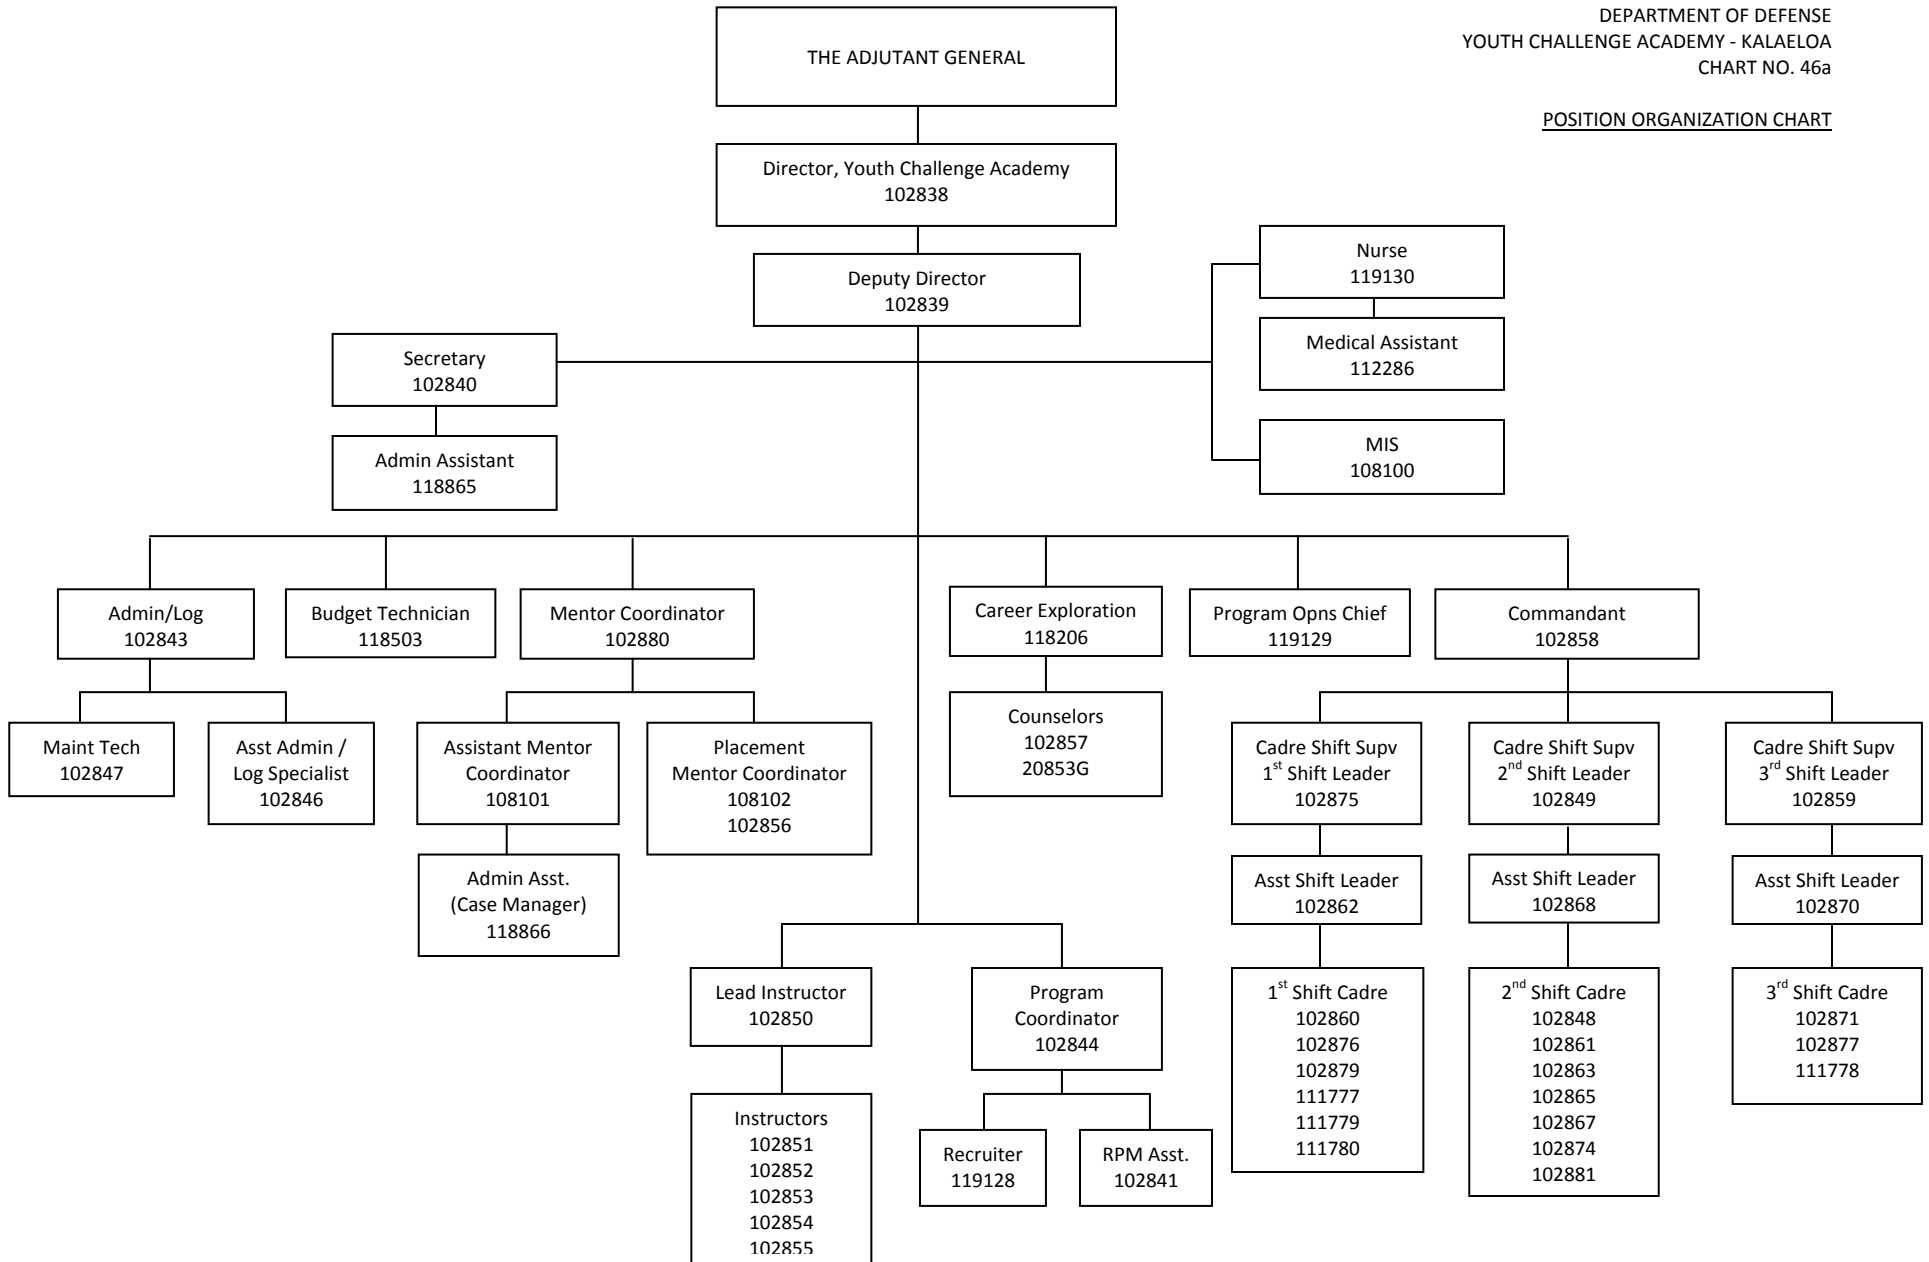 DEPARTMENT OF DEFENSE
YOUTH CHALLENGE ACADEMY - KALAELOA
CHART NO. 46a
POSITION ORGANIZATION CHART
THE ADJUTANT GENERAL
Director, Youth Challenge Academy
102838
Deputy Director
102839
Nurse
119130
Medical Assistant
112286
MIS
108100
Secretary
102840
Admin Assistant
118865
Admin/Log
102843
Budget Technician
118503
Mentor Coordinator
102880
Career Exploration
118206
Program Opns Chief
119129
Commandant
102858
Maint Tech
102847
Asst Admin /
Log Specialist
102846
Assistant Mentor
Coordinator
108101
Placement
Mentor Coordinator
108102
102856
Counselors
102857
20853G
Cadre Shift Supv
1st Shift Leader
102875
Cadre Shift Supv
2nd Shift Leader
102849
Cadre Shift Supv
3rd Shift Leader
102859
Admin Asst.
(Case Manager)
118866
Asst Shift Leader
102862
Asst Shift Leader
102868
Asst Shift Leader
102870
Lead Instructor
102850
Program
Coordinator
102844
1st Shift Cadre
102860
102876
102879
111777
111779
111780
2nd Shift Cadre
102848
102861
102863
102865
102867
102874
102881
3rd Shift Cadre
102871
102877
111778
Instructors
102851
102852
102853
102854
102855
Recruiter
119128
RPM Asst.
102841